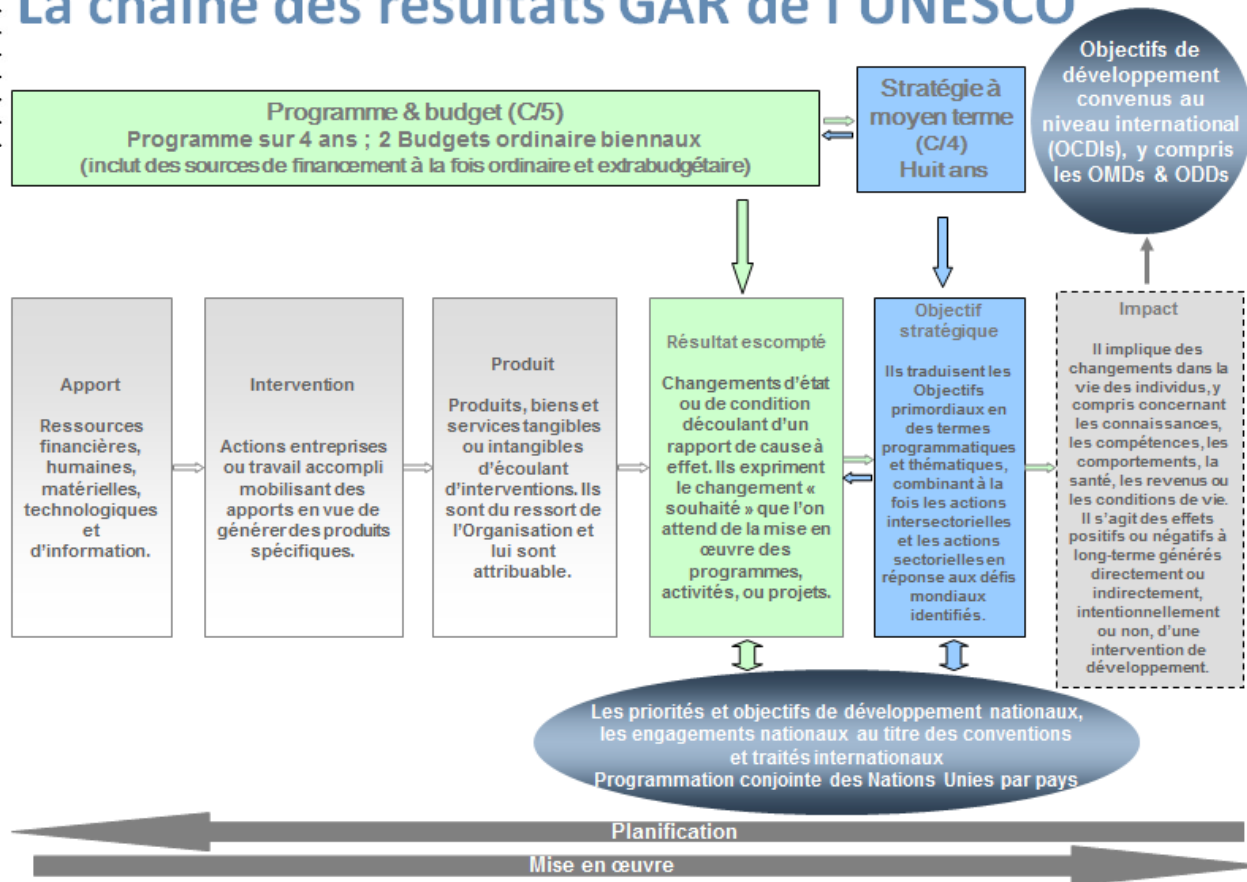 La chaîne des résultats GAR de l'UNESCO
Programme & budget (C/5)
Programme sur 4 ans ; 2 Budgets ordinaire biennaux
(inclut des sources de financement à la fois ordinaire et extrabudgétaire)
Stratégie à
moyen terme
(C/4)
Huit ans
Objectifs de
développement
convenus au
niveau international
(OCDIs), y compris
les OMDs & ODDs
Apport
Ressources
financières,
humaines,
matérielles,
technologiques
et
d'information.
Intervention
Actions entreprises
ou travail accompli
mobilisant des
apports en vue de
générer des produits
spécifiques.
Produit
Produits, biens et
services tangibles
ou intangibles
d'écoulant
d'interventions. Ils
sont du ressort de
l'Organisation et
lui sont
attribuable.
Résultat escompté
Changements d'état
ou de condition
découlant d'un
rapport de cause à
effet. Ils expriment
le changement «
souhaité » que l'on
attend de la mise en
œuvre des
programmes,
activités, ou projets.
Objectif
stratégique
Ils traduisent les
Objectifs
primordiaux en
des termes
programmatiques
et thématiques,
combinant à la
fois les actions
intersectorielles
et les actions
sectorielles en
réponse aux défis
mondiaux
identifiés.
Impact
Il implique des
changements dans la
vie des individus, y
compris concernant
les connaissances,
les compétences, les
comportements, la
santé, les revenus ou
les conditions de vie.
Il s'agit des effets
positifs ou négatifs à
long-terme générés
directement ou
indirectement,
intentionnellement
ou non, d'une
intervention de
développement.
Les priorités et objectifs de développement nationaux,
les engagements nationaux au titre des conventions
et traités internationaux
Programmation conjointe des Nations Unies par pays
Planification
Mise en œuvre